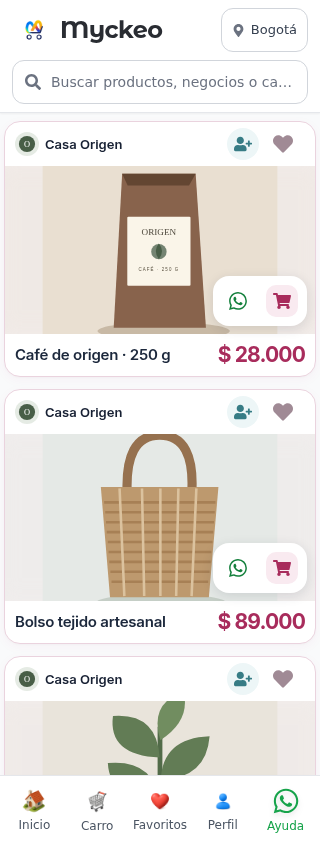 Myckeo
Bogotá
Buscar productos, negocios o ca...
O Casa Origen
ORIGEN
CAFÉ · 250 G
Café de origen · 250 g
$ 28.000
O Casa Origen
Bolso tejido artesanal
$ 89.000
O Casa Origen
Inicio
Carro
Favoritos
Perfil
Ayuda